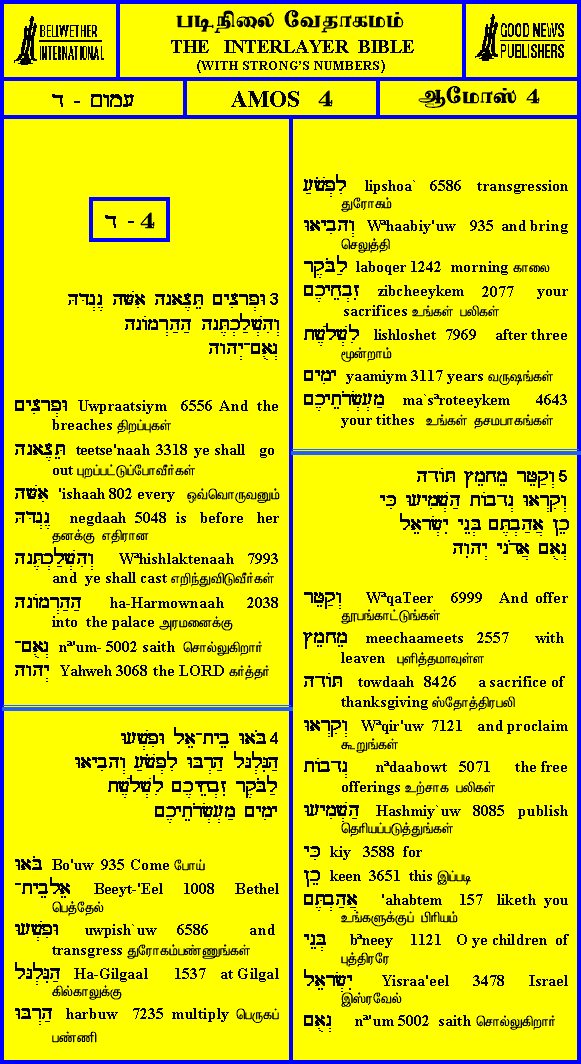 BELLWETHER
INTERNATIONAL
படிநிலை வேதாகமம்
THE INTERLAYER BIBLE
(WITH STRONG'S NUMBERS)
GOOD NEWS
PUBLISHERS
עמום - ד
AMOS 4
ஆமோஸ் 4
ד - 4
3 וּפְרָצִים תֵּצֶאנָה אִשָּׁה נֶגְדָּהּ
וְהִשְׁלַכְתֶּנָה הַהַרְמוֹנָה
נְאֻם־יְהוָה
וּפְרָצִים Uwpraatsiym 6556 And the
breaches திறப்புகள்
תֵּצֶאנָה teetse'naah 3318 ye shall go
out புறப்பட்டுப்போவீர்கள்
אִשָּׁה 'ishaah 802 every ஒவ்வொருவனும்
נֶגְדָּהּ negdaah 5048 is before her
தனக்கு எதிரான
וְהִשְׁלַכְתֶּנָה Wªhishlaktenaah 7993
and ye shall cast எறிந்துவிடுவீர்கள்
הַהַרְמוֹנָה ha-Harmownaah 2038
into the palace அரமனைக்கு
נְאֻם־ nª'um- 5002 saith சொல்லுகிறார்
יְהוָה Yahweh 3068 the LORD கர்த்தர்
4 בֹּאוּ בֵית־אֵל וּפִשְׁעוּ
הַגִּלְגָּל הַרְבּוּ לִפְשֹׁעַ וְהָבִיאוּ
לַבֹּקֶר זִבְחֵיכֶם לִשְׁלֹשֶׁת
יָמִים מַעְשְׂרֹתֵיכֶם
בֹּאוּ Bo'uw 935 Come போய்
אֵלבֵית־ Beeyt-'Eel 1008 Bethel
பெத்தேல்
וּפִשְׁעוּ uwpish`uw 6586 and
transgress துரோகம்பண்ணுங்கள்
הַגִּלְגָּל Ha-Gilgaal 1537 at Gilgal
கில்காலுக்கு
הַרְבּוּ harbuw 7235 multiply பெருகப்
பண்ணி
לִפְשֹׁעַ lipshoa` 6586 transgression
துரோகம்
וְהָבִיאוּ Wªhaabiy'uw 935 and bring
செலுத்தி
לַבֹּקֶר laboqer 1242 morning காலை
זִבְחֵיכֶם zibcheeykem 2077 your
sacrifices உங்கள் பலிகள்
לִשְׁלֹשֶׁת lishloshet 7969 after three
மூன்றாம்
יָמִים yaamiym 3117 years வருஷங்கள்
מַעְשְׂרֹתֵיכֶם ma`sªroteeykem 4643
your tithes உங்கள் தசமபாகங்கள்
5 וְקַטֵּר מֵחָמֵץ תּוֹדָה
וְקִרְאוּ נְדָבוֹת הַשְׁמִיעוּ כִּי
כֵן אֲהַבְתֶּם בְּנֵי יִשְׂרָאֵל
נְאֻם אֲדֹנָי יְהוִה
וְקַטֵּר WªqaTeer 6999 And offer
தூபங்காட்டுங்கள்
מֵחָמֵץ meechaameets 2557 with
leaven புளித்தமாவுள்ள
תּוֹדָה towdaah 8426 a sacrifice of
thanksgiving ஸ்தோத்திரபலி
וְקִרְאוּ Wªqir'uw 7121 and proclaim
கூறுங்கள்
נְדָבוֹת nªdaabowt 5071 the free
offerings உற்சாக பலிகள்
הַשְׁמִיעוּ Hashmiy`uw 8085 publish
தெரியப்படுத்துங்கள்
כִּי kiy 3588 for
כֵן keen 3651 this இப்படி
אֲהַבְתֶּם 'ahabtem 157 liketh you
உங்களுக்குப் பிரியம்
בְּנֵי bªneey 1121 O ye children of
புத்திரரே
יִשְׂרָאֵל Yisraa'eel 3478 Israel
இஸ்ரவேல்
נְאֻם nª'um 5002 saith சொல்லுகிறார்